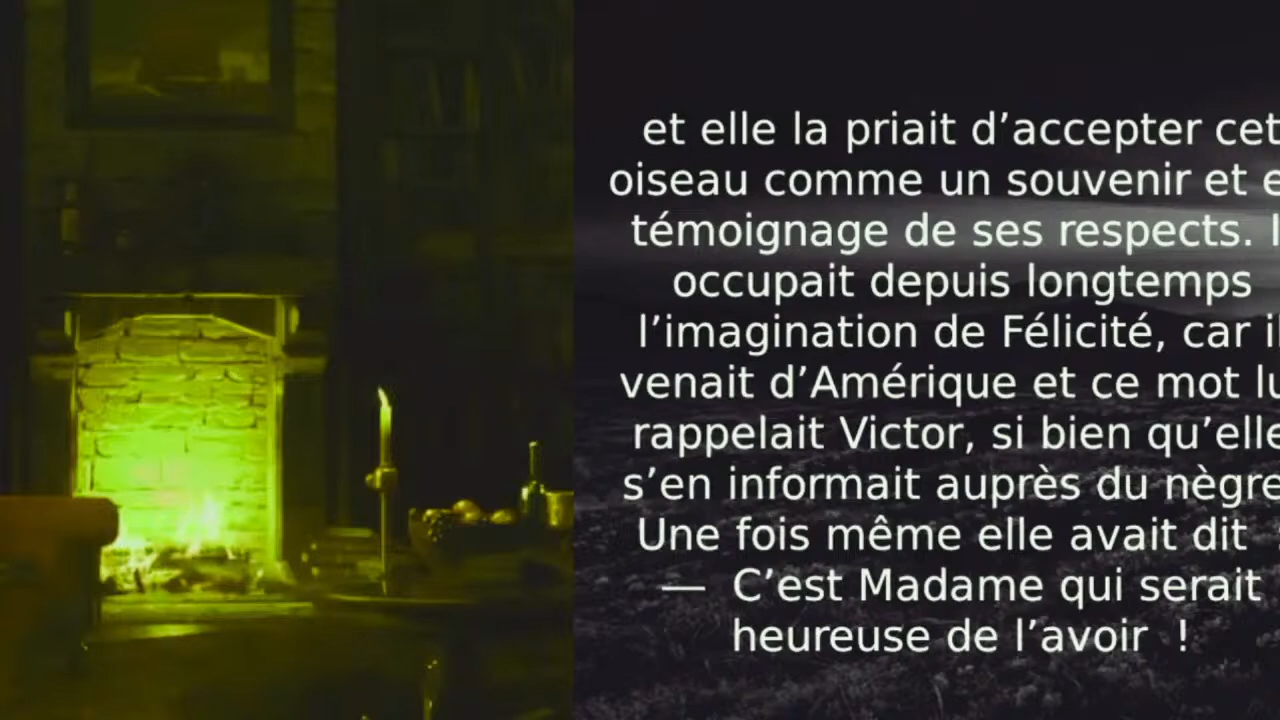 et elle la priait d’accepter cet
oiseau comme un souvenir et
témoignage de ses respects.
occupait depuis longtemps
l’imagination de Félicité, car il
venait d’Amérique et ce mot
rappelait Victor, si bien qu’elle
s’en informait auprès du nègre
Une fois même elle avait dit
— C’est Madame qui serait
heureuse de l’avoir !